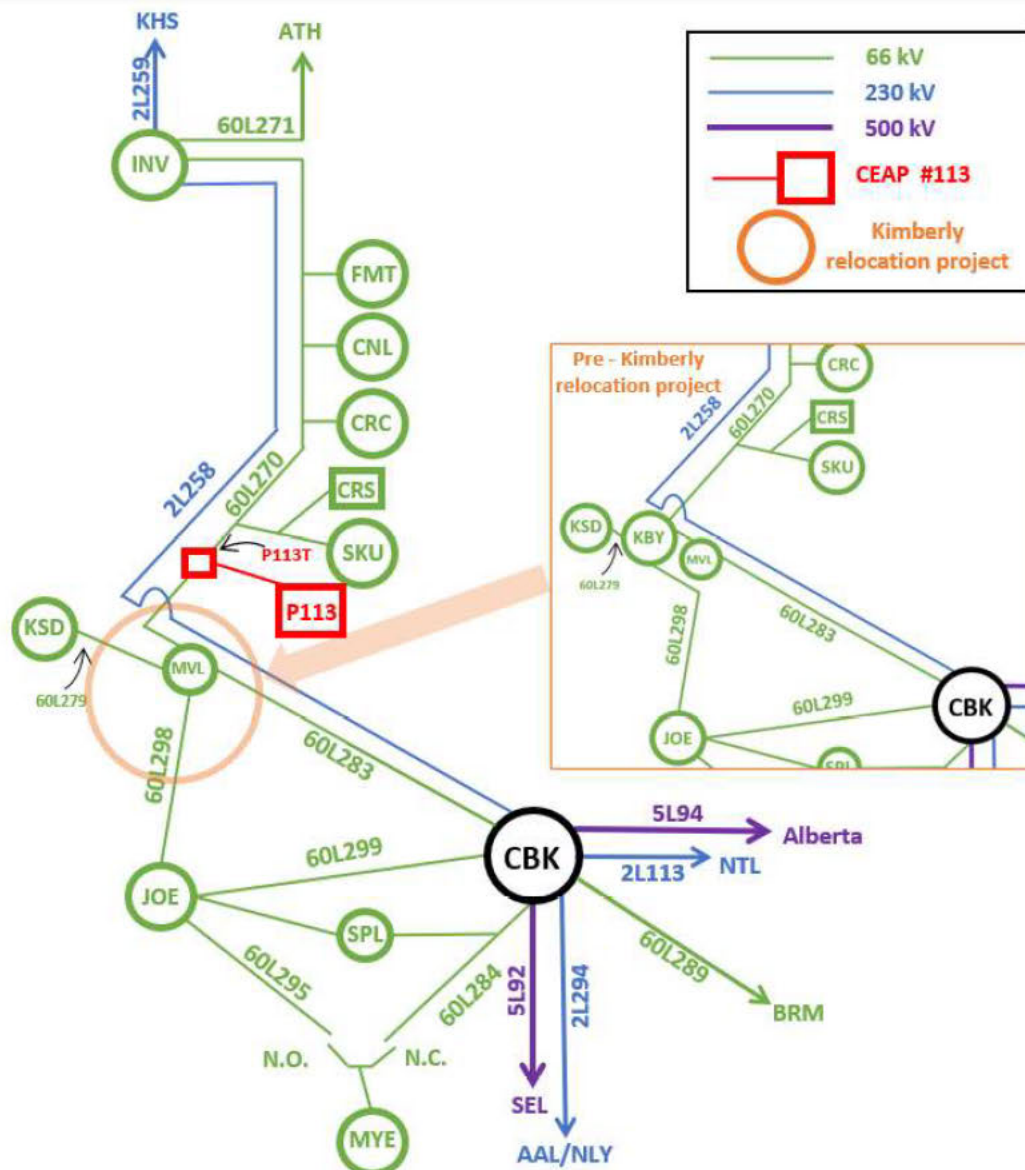 KHS
ATH
2L259
60L271
INV
66 kV
230 kV
500 kV
CEAP #113
Kimberly
relocation project
FMT
CNL
CRC
2L258
60L270
CRS
SKU
P113T
P113
KSD
MVL
60L279
60L298
60L283
Pre - Kimberly
relocation project
CRC
2L258
60L270
CRS
SKU
KSD
KBY
MVL
60L279
60L298
60L283
60L299
CBK
JOE
SPL
5L94
Alberta
60L299
CBK
2L113
NTL
JOE
SPL
60L295
60L284
5L92
2L294
60L289
BRM
N.O.
N.C.
SEL
MYE
AAL/NLY